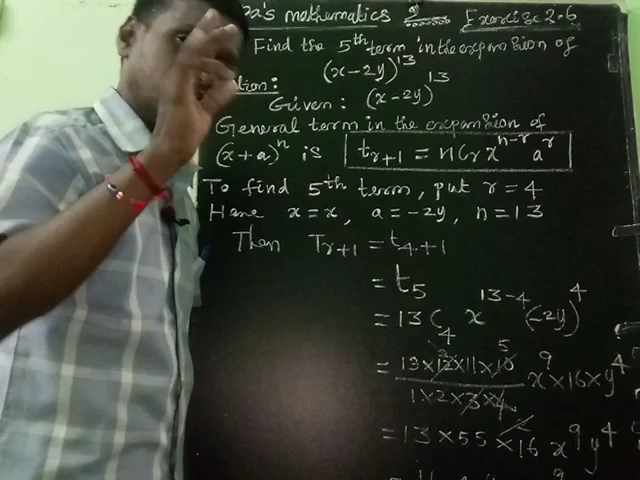 's mathematics Exercise 2.6
Find the 5th term in the expansion of
(x-2y)^13
Given: (x-2y)^13
General term in the expansion of
(x+a)^n is t_{r+1} = nC_r x^{n-r} a^r
To find 5th term, put r = 4
Here x = x, a = -2y, n = 13
Then T_{r+1} = t_{4+1}
= t_5
= 13C_4 x^{13-4} (-2y)^4
= 13×12×11×10 / 1×2×3×4 x^9 × 16 × y^4
= 13 × 55 × 16 x^9 y^4